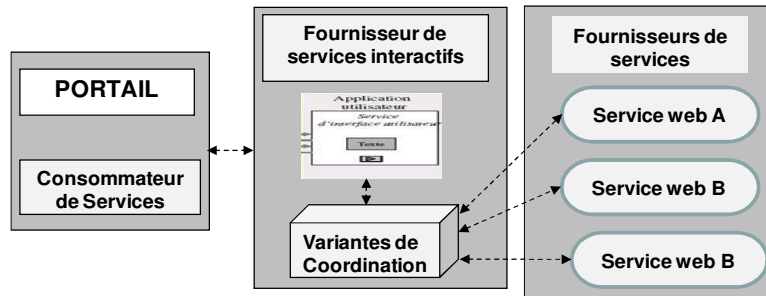 PORTAIL
Consommateur
de Services
Fournisseur de
services interactifs
Application
utilisateur
Service
d'interface utilisateur
Texte
Variantes de
Coordination
Fournisseurs de
services
Service web A
Service web B
Service web B